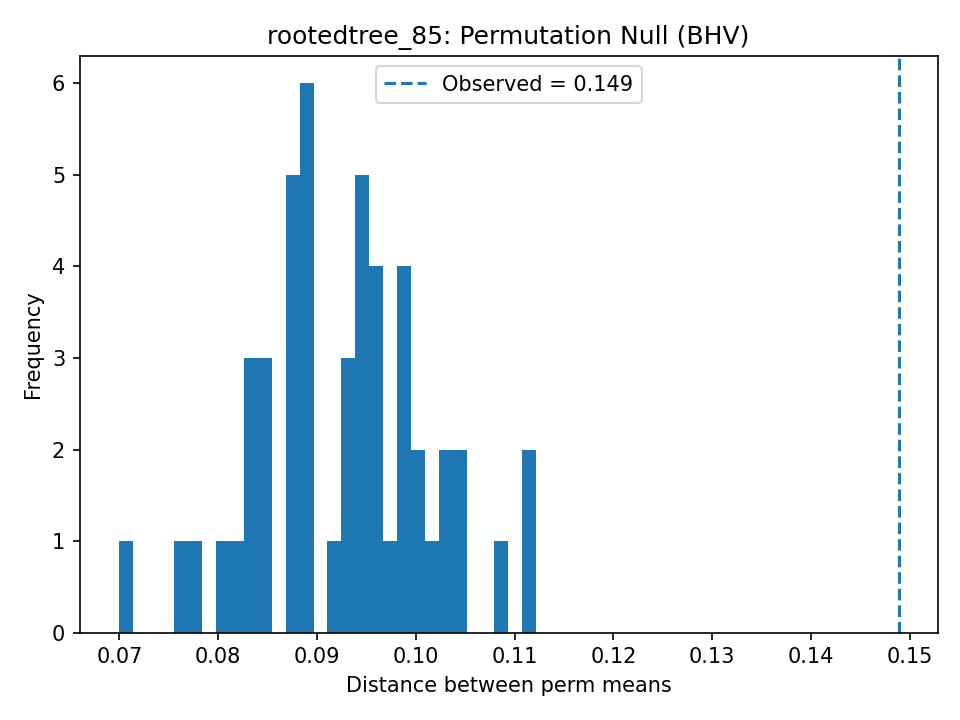 rootedtree_85: Permutation Null (BHV)
Observed = 0.149
Frequency
6
5
4
3
2
1
0
0.07 0.08 0.09 0.10 0.11 0.12 0.13 0.14 0.15
Distance between perm means